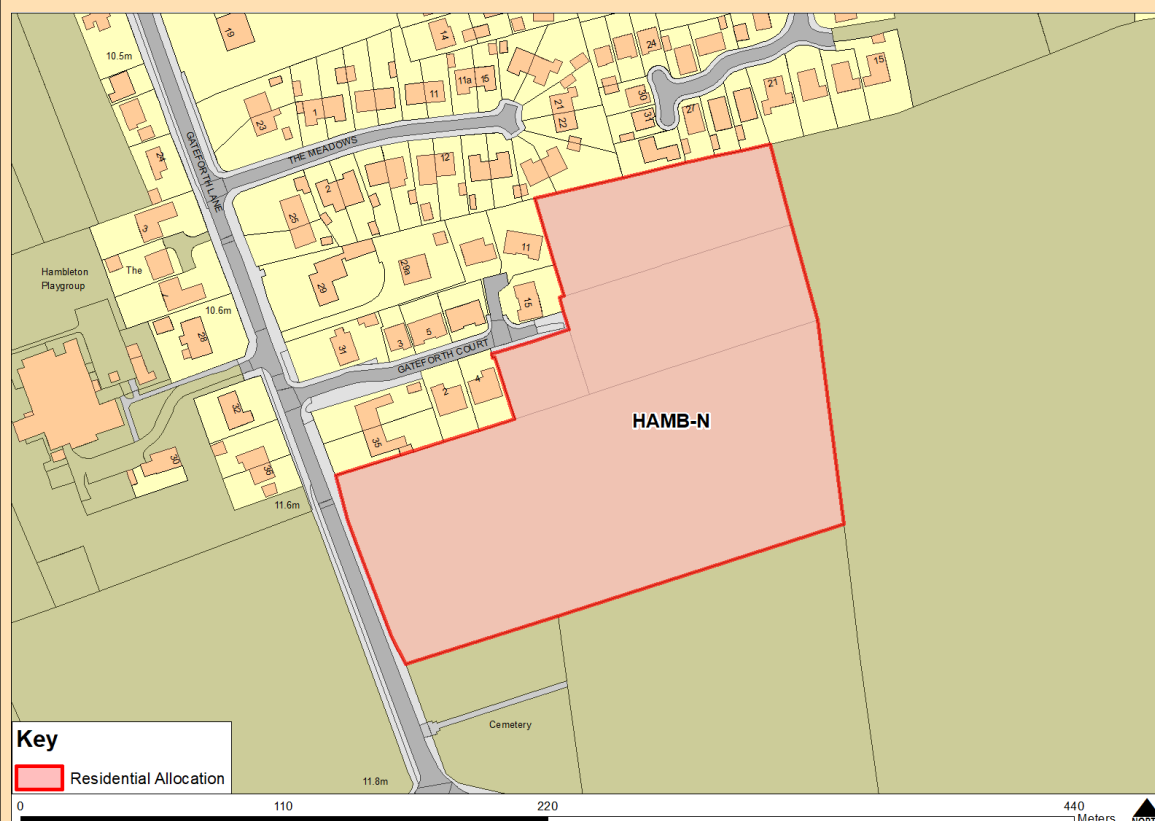 19
14
24
15
10.5m
11a
15
11
21
30
21
22
27
31
1
23
THE MEADOWS
GATEFORTH LANE
24
12
2
25
3
11
Hambleton
Playgroup
The
29a
29
15
10.6m
28
5
3
31
GATEFORTH COURT
4
2
32
35
HAMB-N
30
36
11.6m
Cemetery
11.8m
Key
Residential Allocation
0
110
220
440
Meters